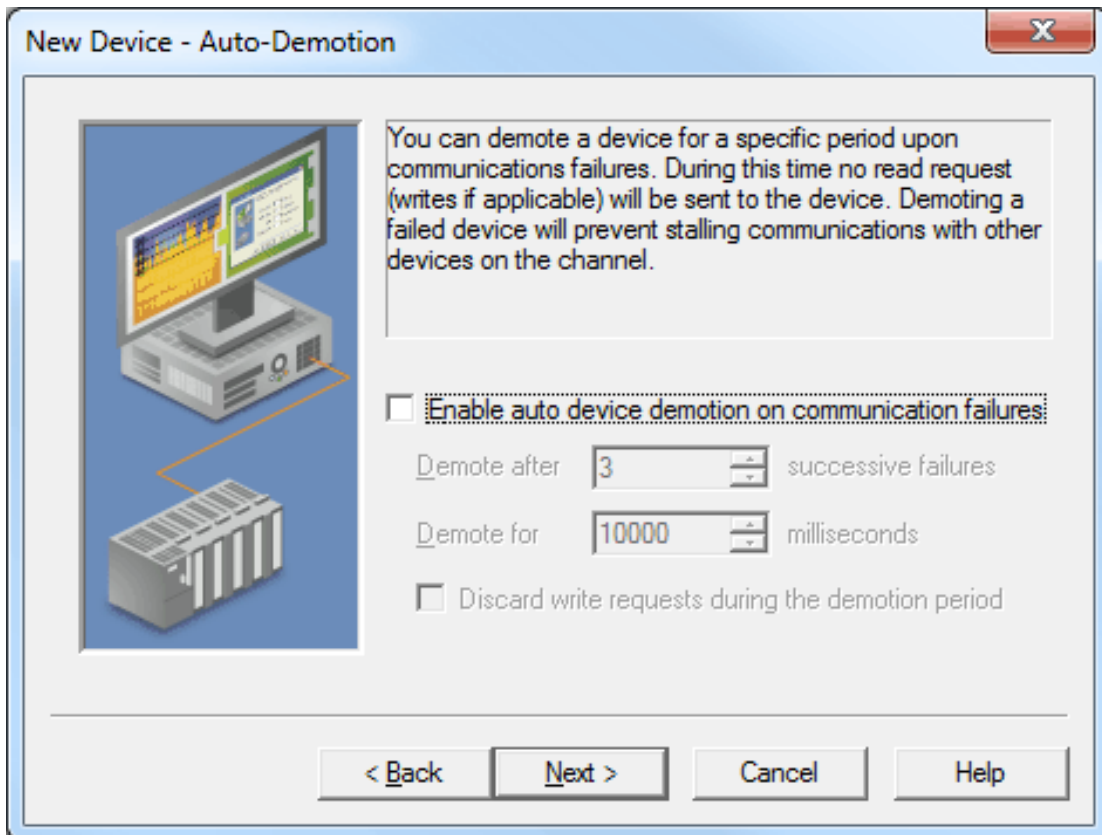 New Device - Auto-Demotion
You can demote a device for a specific period upon
communications failures. During this time no read request
(writes if applicable) will be sent to the device. Demoting a
failed device will prevent stalling communications with other
devices on the channel.
Enable auto device demotion on communication failures
Demote after 3 successive failures
Demote for 10000 milliseconds
Discard write requests during the demotion period
< Back Next > Cancel Help